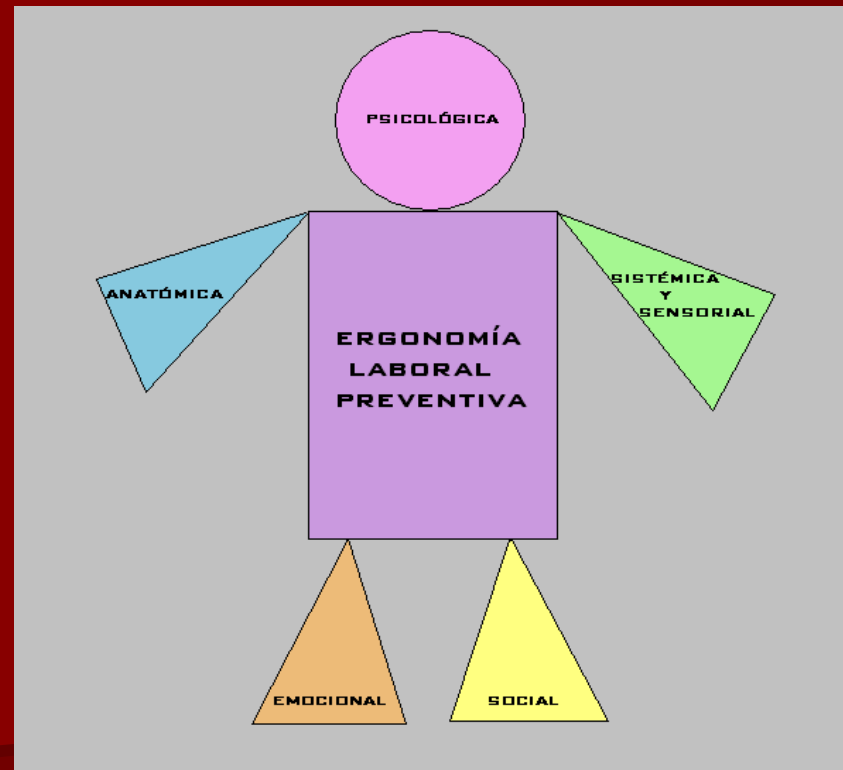 PSICOLÓGICA
ANATÓMICA
SISTÉMICA
Y
SENSORIAL
ERGONOMÍA
LABORAL
PREVENTIVA
EMOCIONAL
SOCIAL